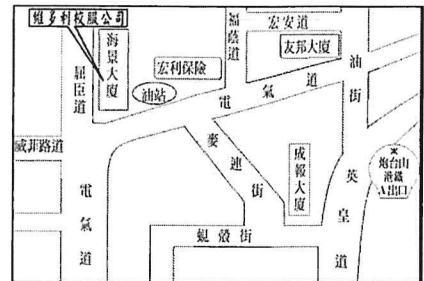 維多利校服公司
海景大廈
屈臣道
宏利保險
油站
福蔭道
宏安道
友邦大廈
電氣道
油街
威菲路道
電氣道
麥連街
成報大廈
英皇道
炮台山
港鐵
A出口
蜆殼街